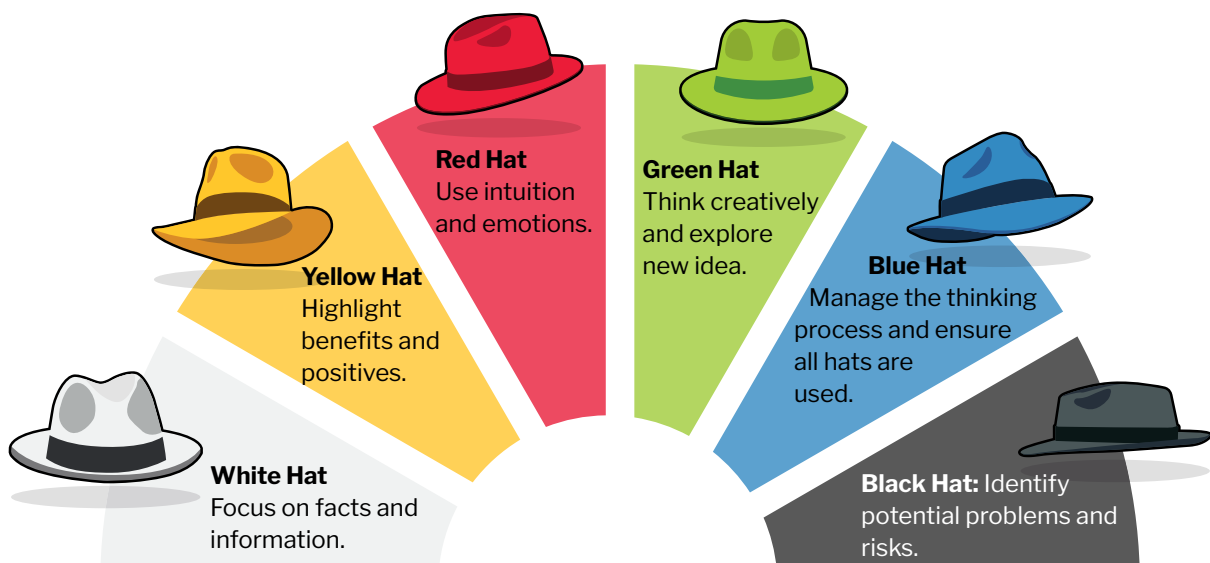 White Hat
Focus on facts and
information.
Yellow Hat
Highlight
benefits and
positives.
Red Hat
Use intuition
and emotions.
Green Hat
Think creatively
and explore
new idea.
Blue Hat
Manage the thinking
process and ensure
all hats are
used.
Black Hat: Identify
potential problems and
risks.